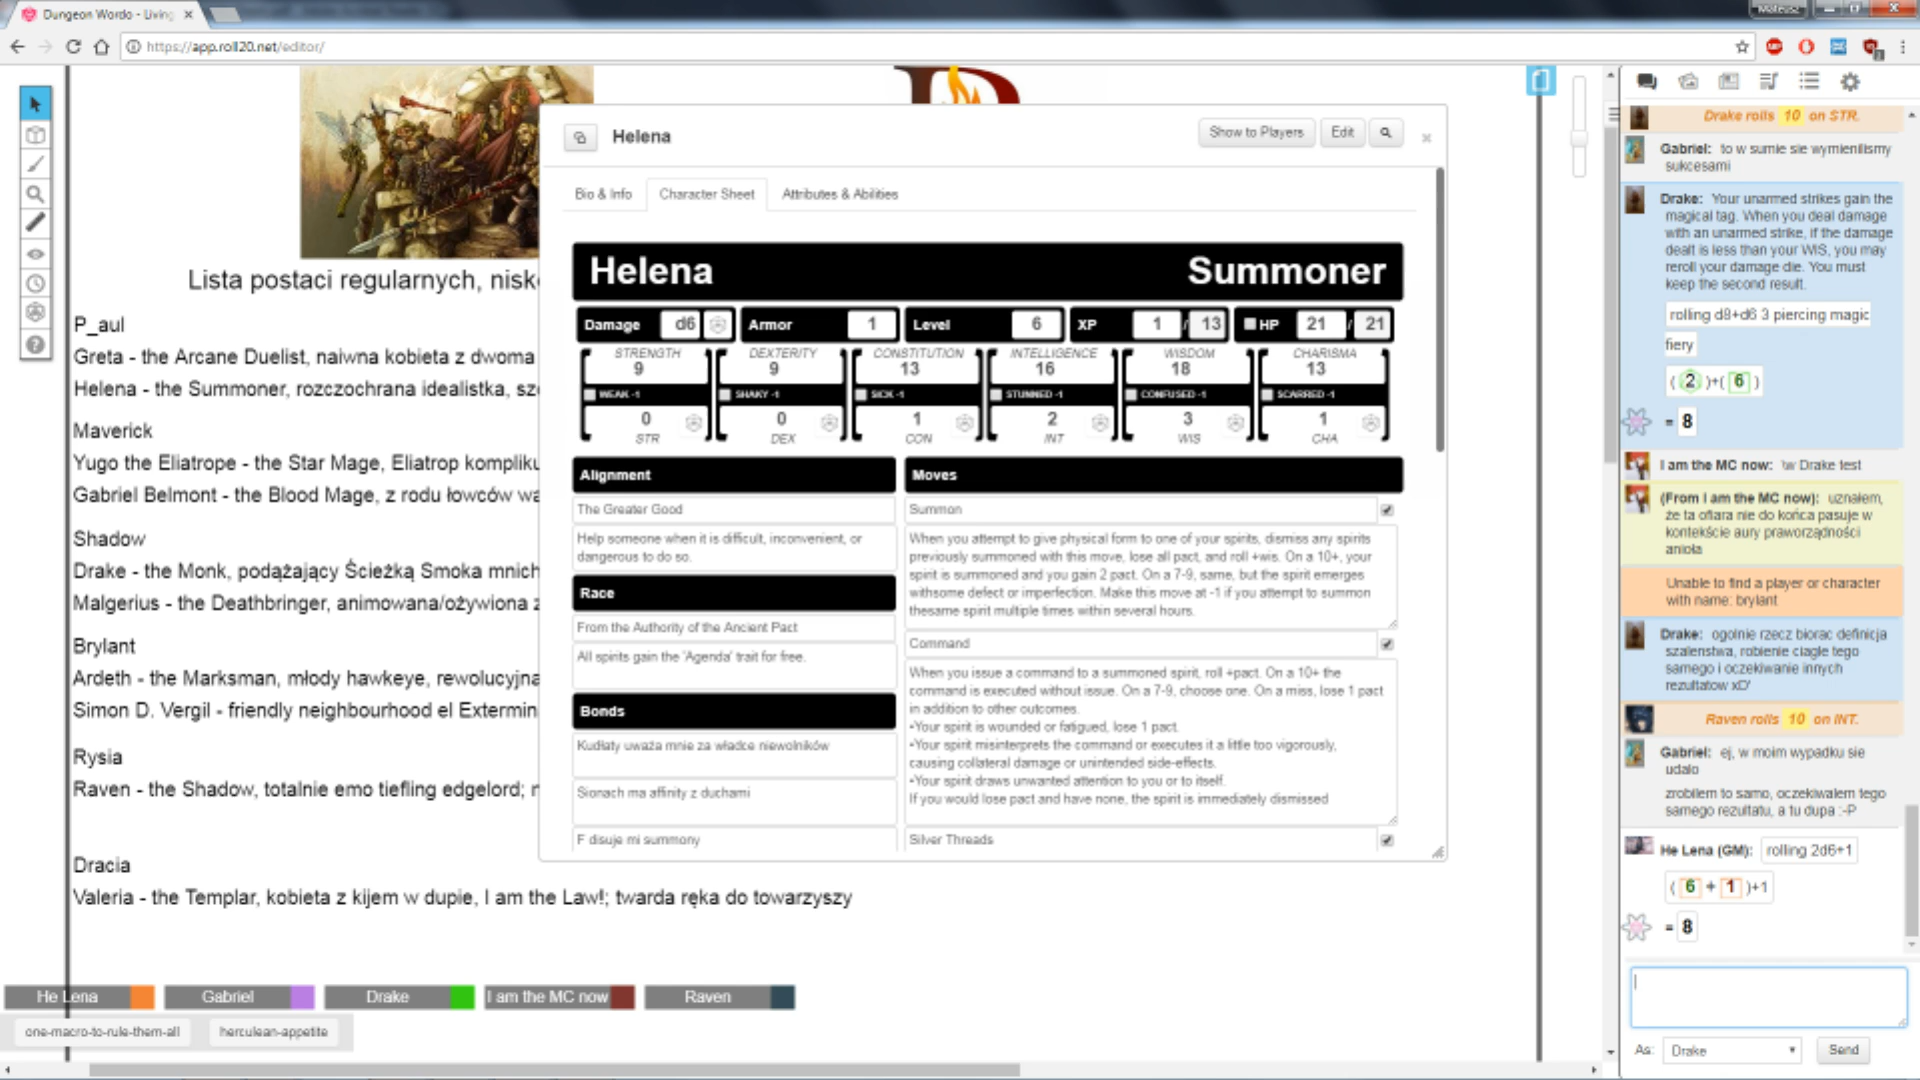 Dungeon Wordo - Living
Mateusz
https://app.roll20.net/editor/
Lista postaci regularnych,
P_aul
Greta - the Arcane Duelist, naiwna kobieta z dwoma
Helena - the Summoner, rozczochrana idealistka,
Maverick
Yugo the Eliatrope - the Star Mage, Eliatrop
Gabriel Belmont - the Blood Mage, z rodu łowców
Shadow
Drake - the Monk, podążający Ścieżką Smoka mnich
Malgerius - the Deathbringer, animowana/ożywiona z
Brylant
Ardeth - the Marksman, młody hawkeye, rewolucyjna
Simon D. Vergil - friendly neighbourhood el Extermin
Rysia
Raven - the Shadow, totalnie emo tiefling edgelord;
Dracia
Valeria - the Templar, kobieta z kijem w dupie, I am the Law!; twarda ręka do towarzyszy
He Lena
Gabriel
Drake
I am the MC now
Raven
one-macro-to-rule-them-all
herculean-appetite
Helena
Show to Players
Edit
Bio & Info
Character Sheet
Attributes & Abilities
Helena
Summoner
Damage d6
Armor 1
Level 6
XP 1 / 13
HP 21 / 21
STRENGTH DEXTERITY CONSTITUTION INTELLIGENCE WISDOM CHARISMA
9 9 13 16 18 13
WEAK -1 SHAKY -1 SICK -1 STUNNED -1 CONFUSED -1 SCARRED -1
0 0 1 2 3 1
STR DEX CON INT WIS CHA
Alignment
The Greater Good
Help someone when it is difficult, inconvenient, or
dangerous to do so.
Race
From the Authority of the Ancient Pact
All spirits gain the 'Agenda' trait for free.
Bonds
Kudłaty uważa mnie za władce niewolników
Sionach ma affinity z duchami
F disuje mi summony
Moves
Summon
When you attempt to give physical form to one of your spirits, dismiss any spirits
previously summoned with this move, lose all pact, and roll +wis. On a 10+, your
spirit is summoned and you gain 2 pact. On a 7-9, same, but the spirit emerges
withsome defect or imperfection. Make this move at -1 if you attempt to summon
thesame spirit multiple times within several hours.
Command
When you issue a command to a summoned spirit, roll +pact. On a 10+ the
command is executed without issue. On a 7-9, choose one. On a miss, lose 1 pact
in addition to other outcomes.
•Your spirit is wounded or fatigued, lose 1 pact.
•Your spirit misinterprets the command or executes it a little too vigorously,
causing collateral damage or unintended side-effects.
•Your spirit draws unwanted attention to you or to itself.
If you would lose pact and have none, the spirit is immediately dismissed
Silver Threads
Drake rolls 10 on STR.
Gabriel: to w sumie sie wymienilismy
sukcesami
Drake: Your unarmed strikes gain the
magical tag. When you deal damage
with an unarmed strike, if the damage
dealt is less than your WIS, you may
reroll your damage die. You must
keep the second result.
rolling d8+d6 3 piercing magic
fiery
( 2 )+( 6 )
= 8
I am the MC now: \w Drake test
(From I am the MC now): uznałem,
że ta ofiara nie do końca pasuje w
kontekście aury praworządności
anioła
Unable to find a player or character
with name: brylant
Drake: ogolnie rzecz biorac definicja
szalenstwa, robienie ciagle tego
samego i oczekiwanie innych
rezultatow xD'
Raven rolls 10 on INT.
Gabriel: ej, w moim wypadku sie
udalo
zrobilem to samo, oczekiwalem tego
samego rezultatu, a tu dupa :-P
He Lena (GM): rolling 2d6+1
( 6 + 1 )+1
= 8
As: Drake
Send